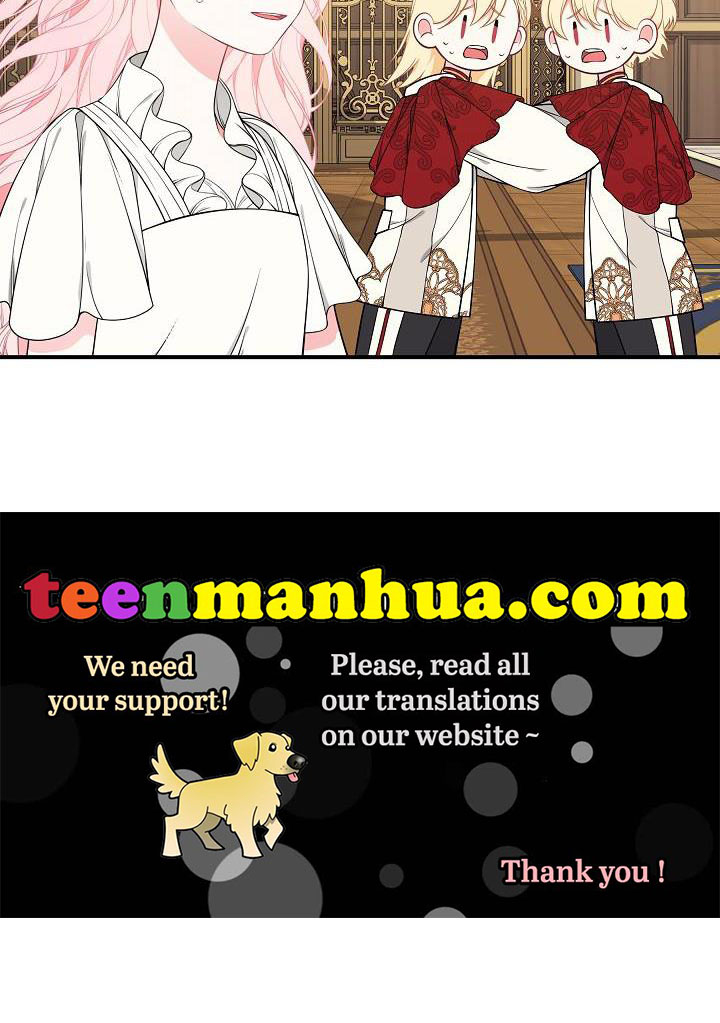 teenmanhua.com
We need
your support!
Please, read all
our translations
on our website ~
Thank you !